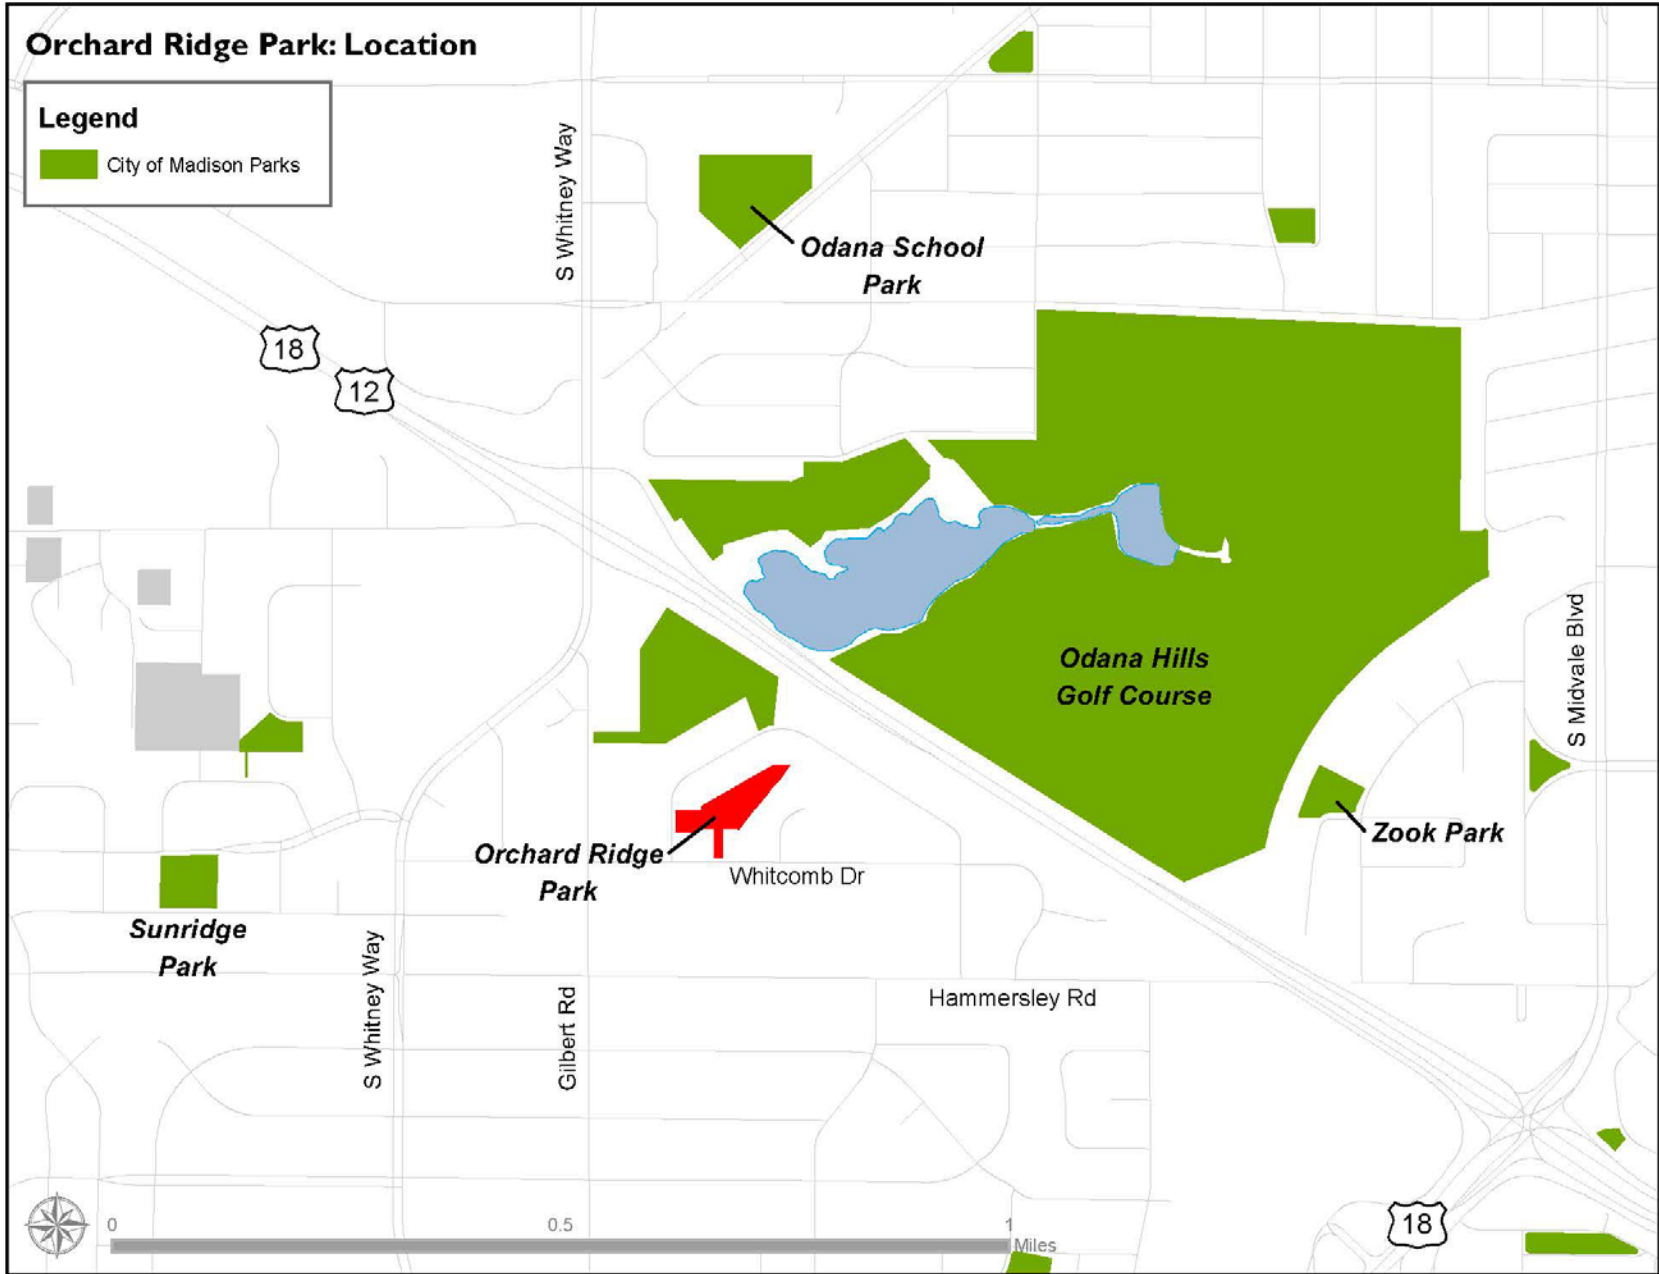 Orchard Ridge Park: Location
Legend
City of Madison Parks
S Whitney Way
Odana School
Park
18
12
Odana Hills
Golf Course
S Midvale Blvd
Zook Park
Orchard Ridge
Park
Whitcomb Dr
Sunridge
Park
S Whitney Way
Gilbert Rd
Hammersley Rd
0
0.5
1
Miles
18